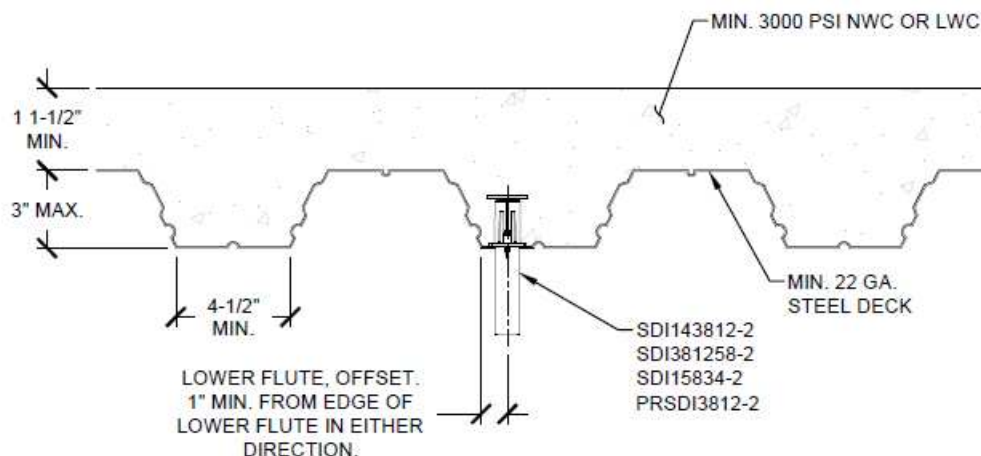 MIN. 3000 PSI NWC OR LWC
1 1-1/2"
MIN.
3" MAX.
4-1/2"
MIN.
MIN. 22 GA.
STEEL DECK
SDI143812-2
SDI381258-2
SDI15834-2
PRSDI3812-2
LOWER FLUTE, OFFSET.
1" MIN. FROM EDGE OF
LOWER FLUTE IN EITHER
DIRECTION.